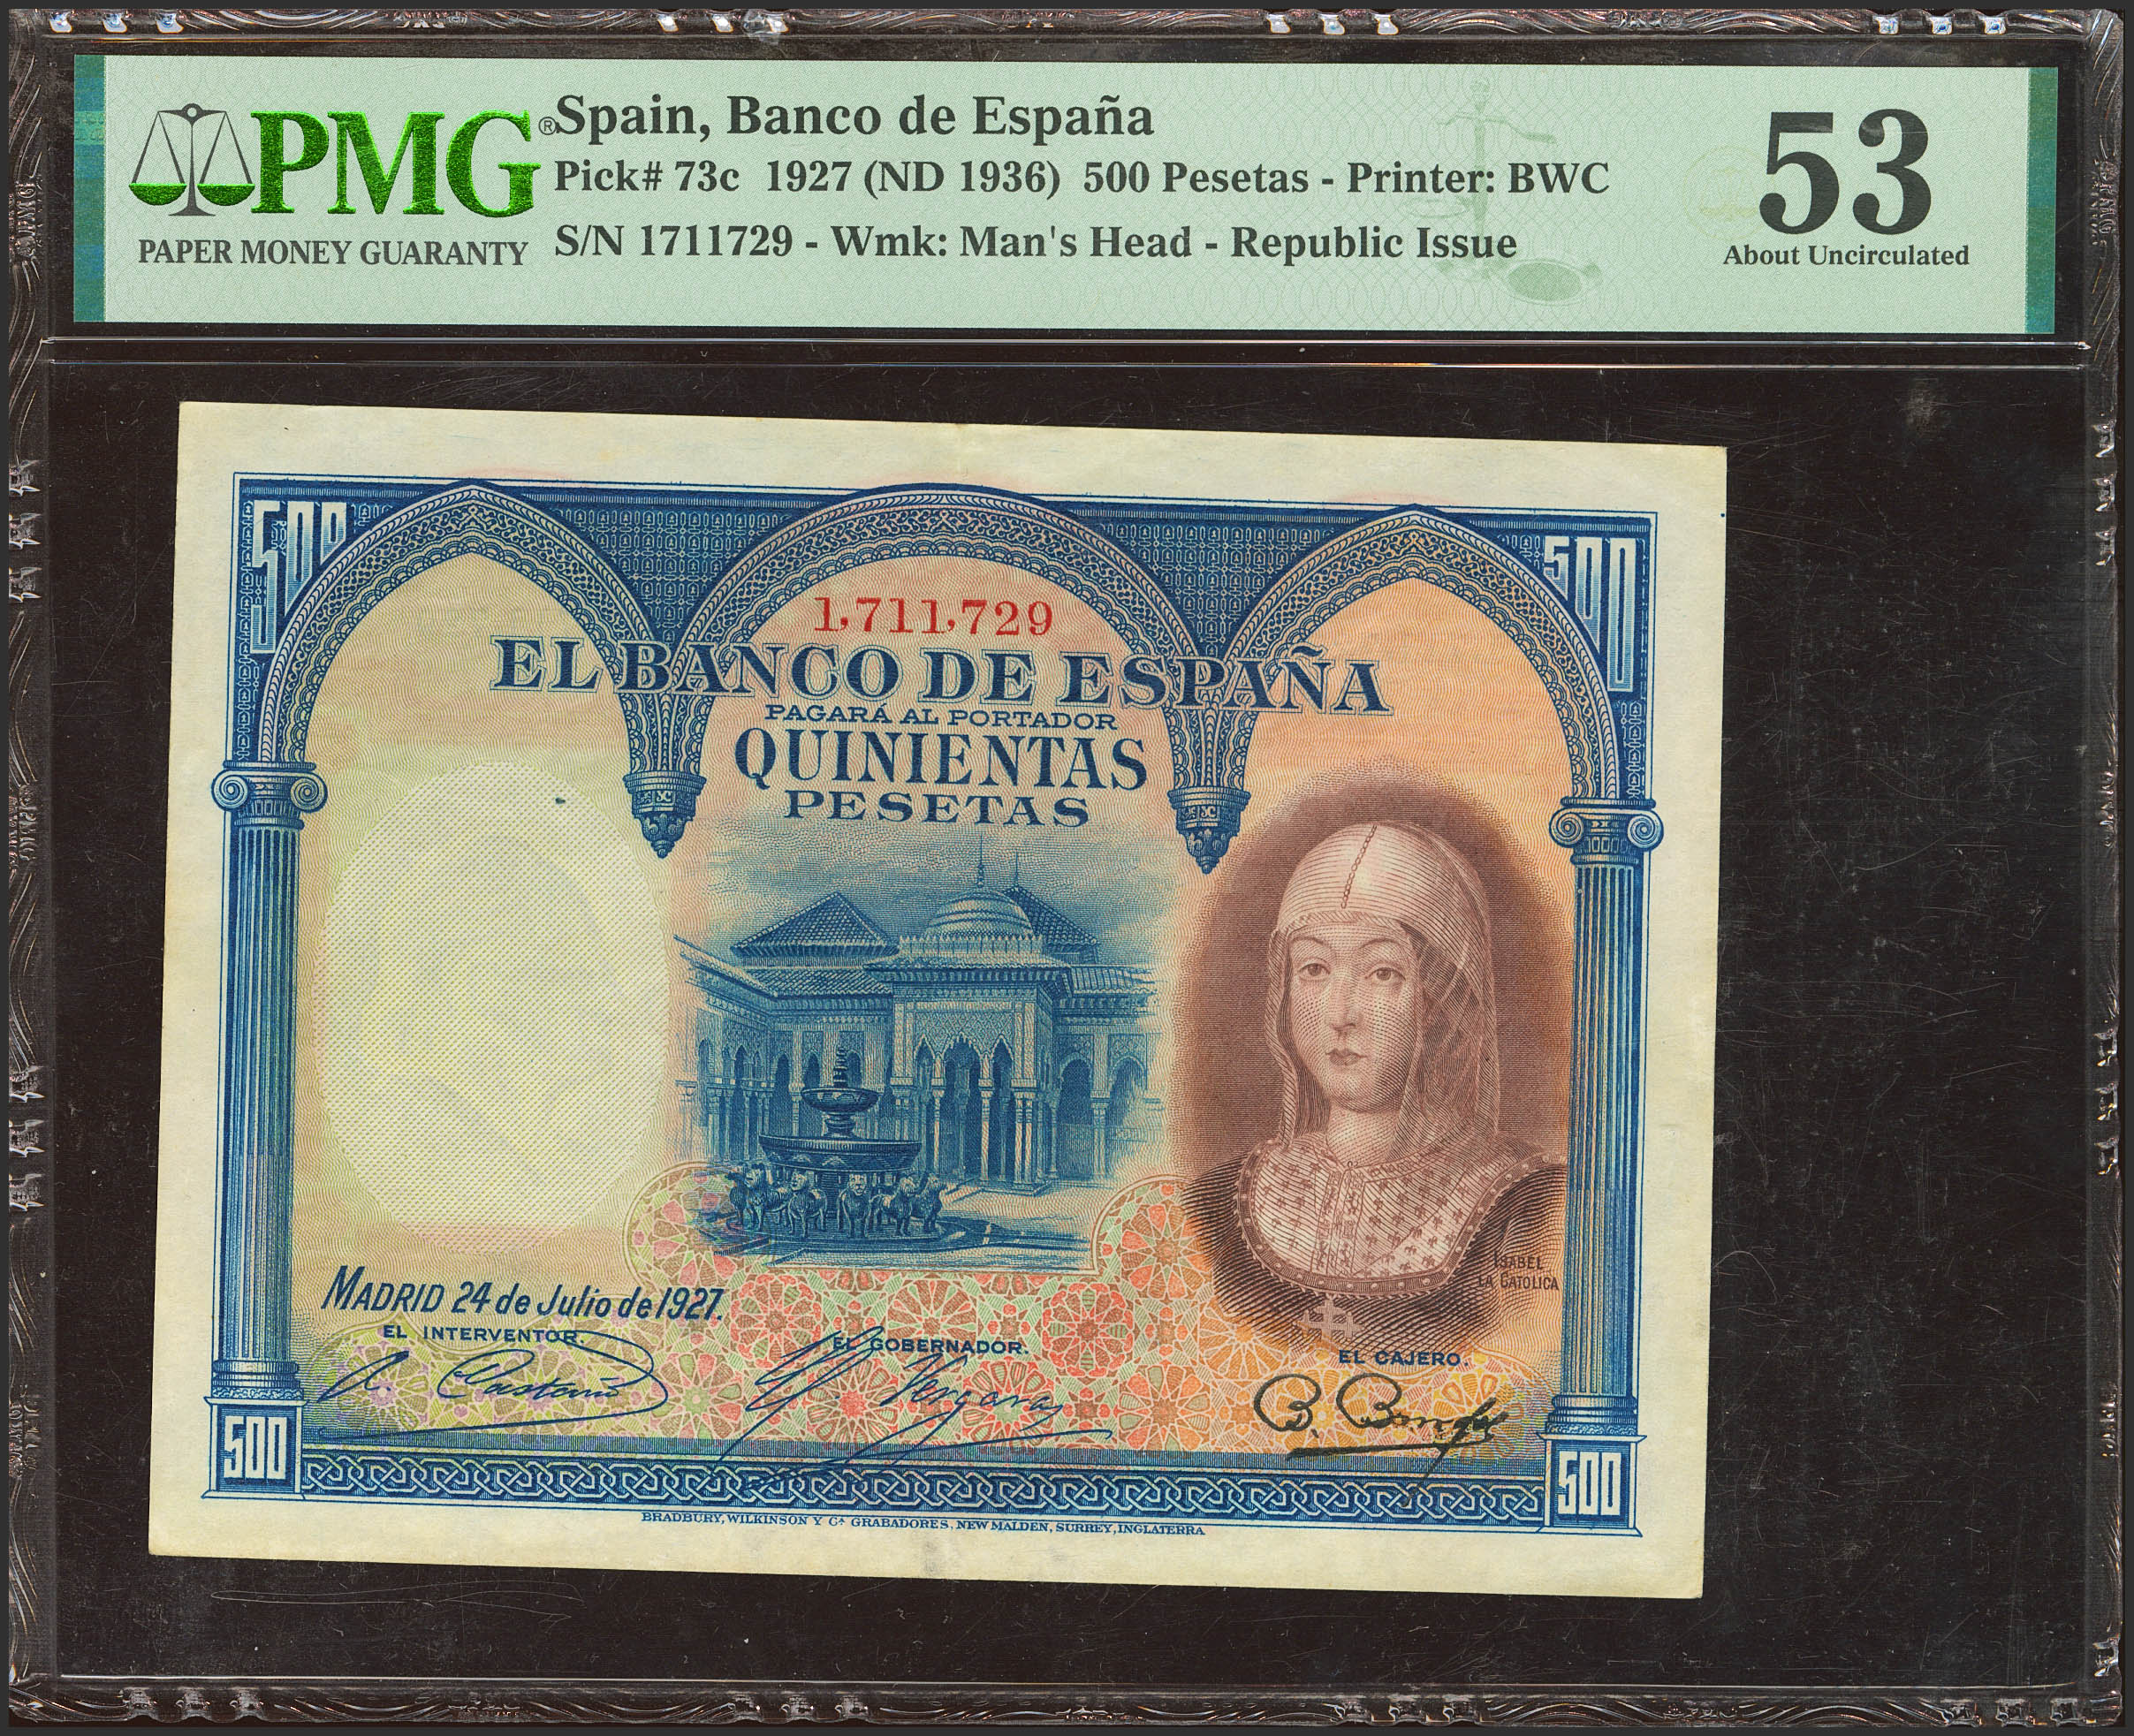 PMG®
PAPER MONEY GUARANTY
Spain, Banco de España
Pick# 73c 1927 (ND 1936) 500 Pesetas - Printer: BWC
S/N 1711729 - Wmk: Man's Head - Republic Issue
53
About Uncirculated
500
500
1,711,729
EL BANCO DE ESPAÑA
PAGARÁ AL PORTADOR
QUINIENTAS
PESETAS
ISABEL
LA CATOLICA
MADRID 24 de Julio de 1927.
EL INTERVENTOR.
EL GOBERNADOR.
EL CAJERO.
500
500
BRADBURY, WILKINSON Y Cª GRABADORES, NEW MALDEN, SURREY, INGLATERRA